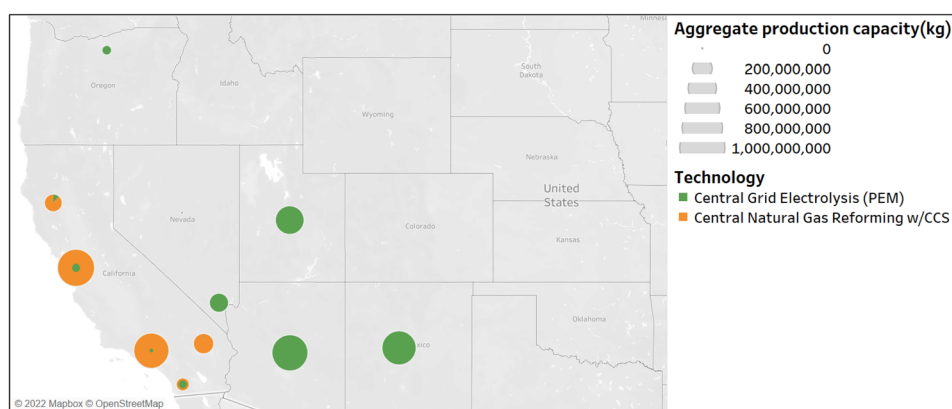 Minneso
Oregon
Idaho
South
Dakota
Wyoming
Nebraska
United
States
Nevada
Colorado
Kansas
California
Oklahoma
xico
© 2022 Mapbox © OpenStreetMap
Aggregate production capacity(kg)
0
200,000,000
400,000,000
600,000,000
800,000,000
1,000,000,000
Technology
Central Grid Electrolysis (PEM)
Central Natural Gas Reforming w/CCS